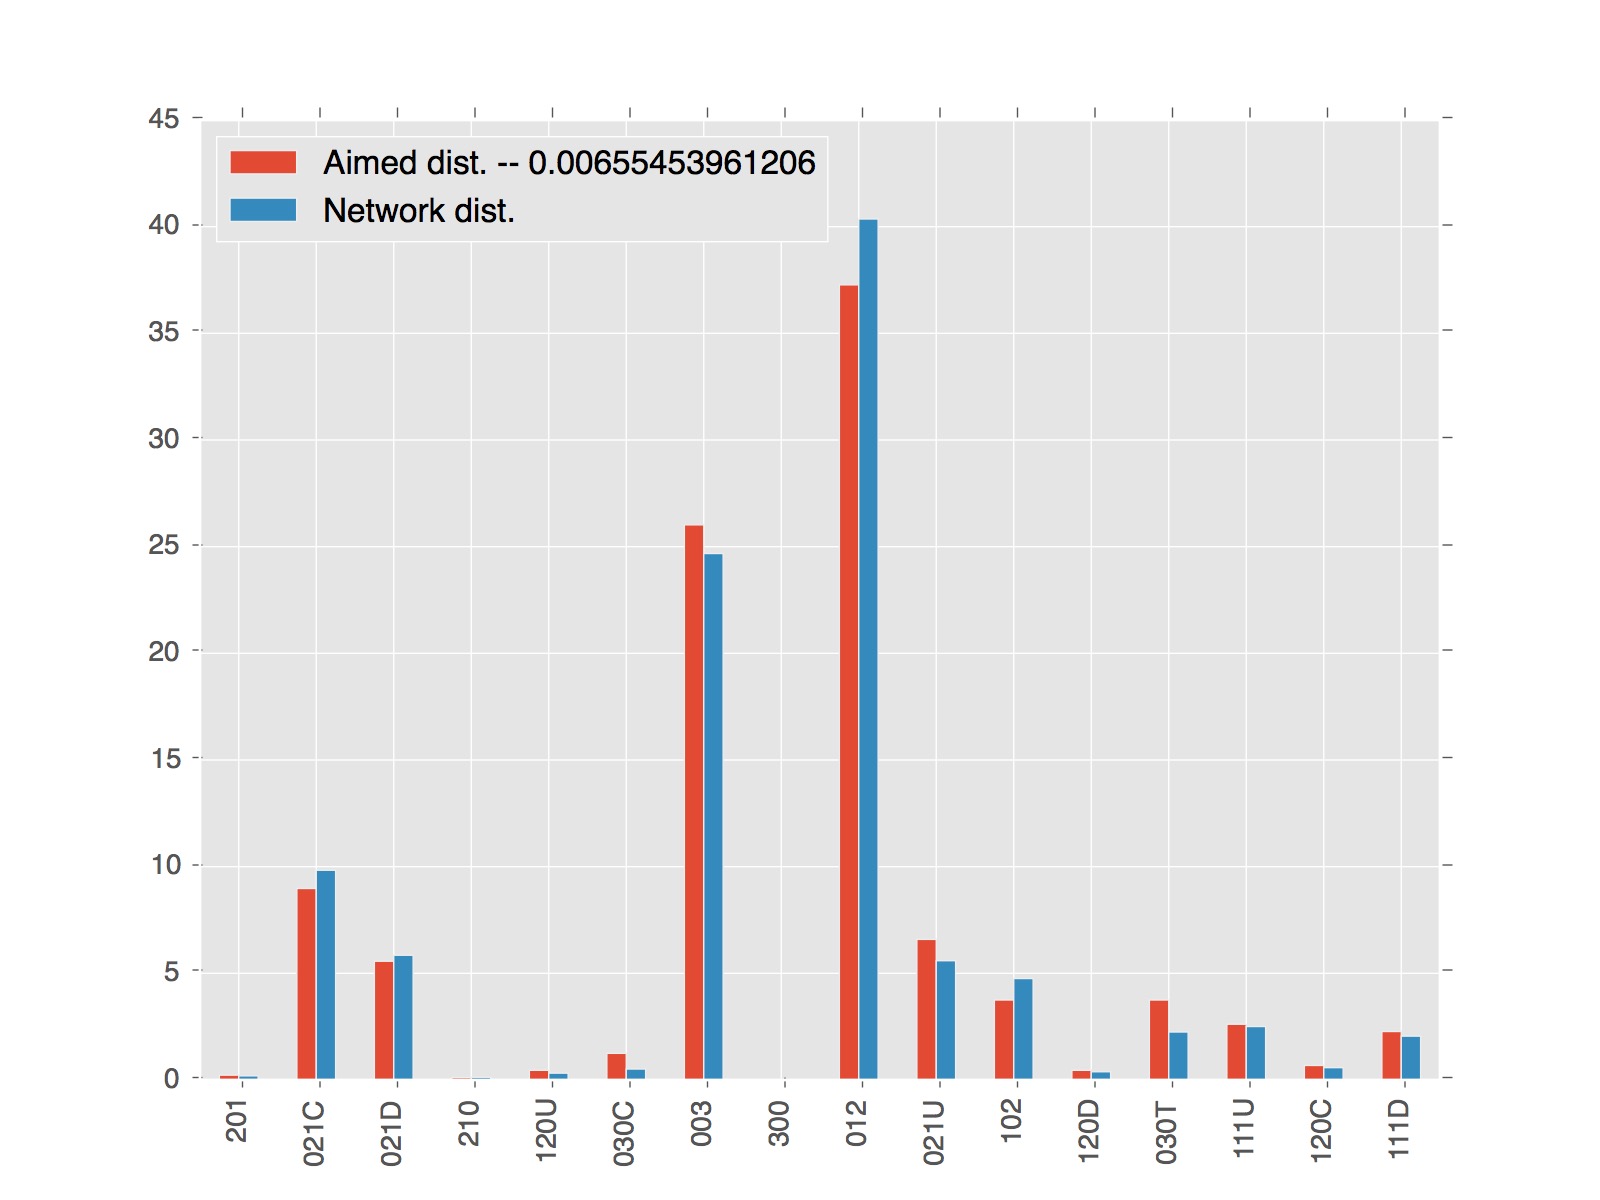 45
40
35
30
25
20
15
10
5
0
Aimed dist. -- 0.00655453961206
Network dist.
201
021C
021D
210
120U
030C
003
300
012
021U
102
120D
030T
111U
120C
111D